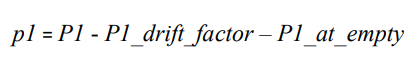 p1 = P1 - P1_drift_factor – P1_at_empty